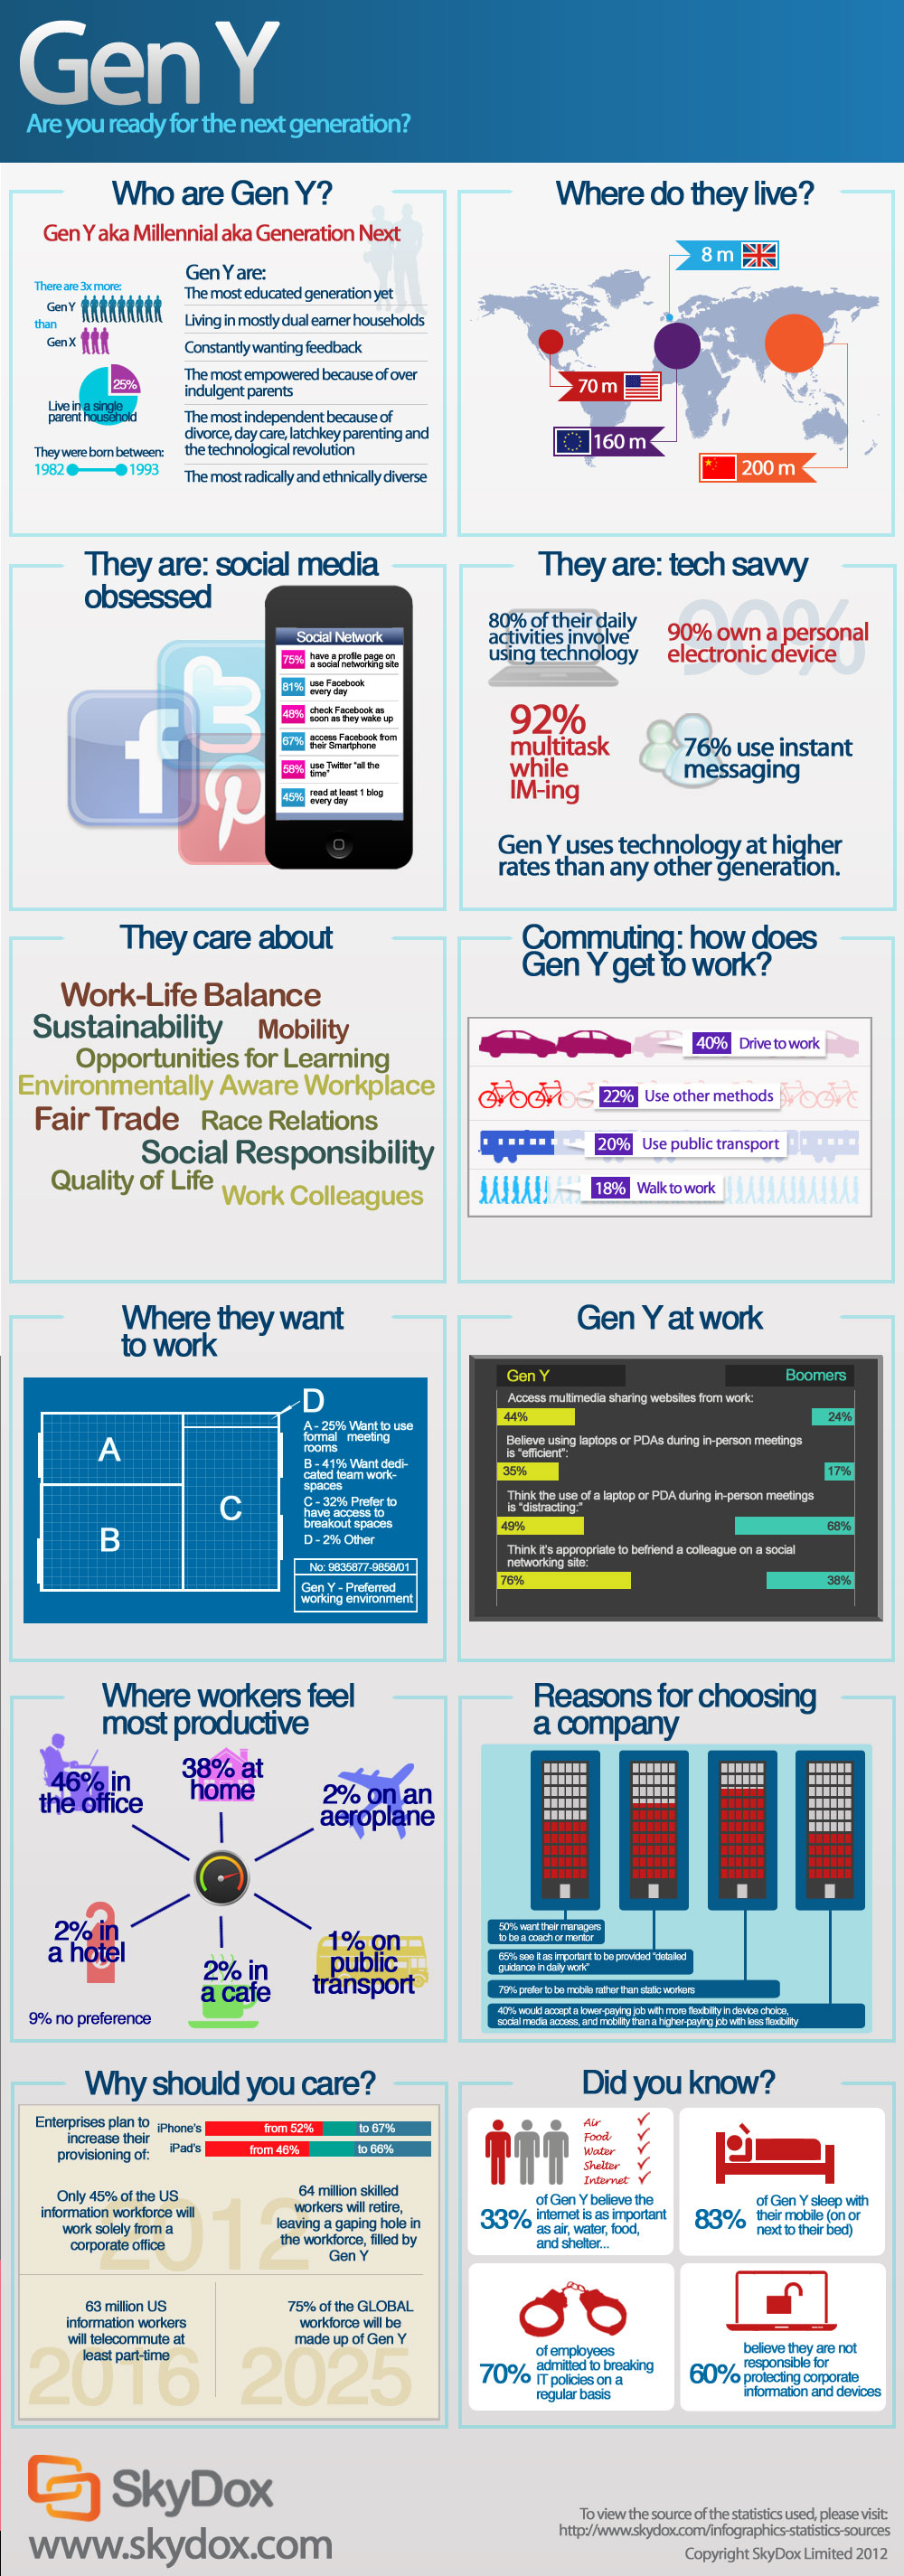 Gen Y
Are you ready for the next generation?
Who are Gen Y?
Gen Y aka Millennial aka Generation Next
There are 3x more:
Gen Y
than
Gen X
25%
Live in a single
parent household
They were born between:
1982
1993
Gen Y are:
The most educated generation yet
Living in mostly dual earner households
Constantly wanting feedback
The most empowered because of over
indulgent parents
The most independent because of
divorce, day care, latchkey parenting and
the technological revolution
The most radically and ethnically diverse
Where do they live?
8 m
70 m
160 m
200 m
They are: social media
obsessed
Social Network
75% have a profile page on
a social networking site
81% use Facebook
every day
48% check Facebook as
soon as they wake up
67% access Facebook from
their Smartphone
58% use Twitter "all the
time"
45% read at least 1 blog
every day
They are: tech savvy
80% of their daily
activities involve
using technology
90%
90% own a personal
electronic device
92%
multitask
while
IM-ing
76% use instant
messaging
Gen Y uses technology at higher
rates than any other generation.
They care about
Work-Life Balance
Sustainability Mobility
Opportunities for Learning
Environmentally Aware Workplace
Fair Trade Race Relations
Social Responsibility
Quality of Life
Work Colleagues
Commuting: how does
Gen Y get to work?
40% Drive to work
22% Use other methods
20% Use public transport
18% Walk to work
Where they want
to work
A
B
C
D
A - 25% Want to use
formal meeting
rooms
B - 41% Want dedi-
cated team work-
spaces
C - 32% Prefer to
have access to
breakout spaces
D - 2% Other
No: 9835877-9858/01
Gen Y - Preferred
working environment
Gen Y at work
Gen Y Boomers
Access multimedia sharing websites from work:
44% 24%
Believe using laptops or PDAs during in-person meetings
is "efficient":
35% 17%
Think the use of a laptop or PDA during in-person meetings
is "distracting:"
49% 68%
Think it's appropriate to befriend a colleague on a social
networking site:
76% 38%
Where workers feel
most productive
46% in
the office
38% at
home
2% on an
aeroplane
2% in
a hotel
2% in
a cafe
1% on
public
transport
9% no preference
Reasons for choosing
a company
50% want their managers
to be a coach or mentor
65% see it as important to be provided "detailed
guidance in daily work"
79% prefer to be mobile rather than static workers
40% would accept a lower-paying job with more flexibility in device choice,
social media access, and mobility than a higher-paying job with less flexibility
Why should you care?
Enterprises plan to
increase their
provisioning of:
iPhone's from 52% to 67%
iPad's from 46% to 66%
2012
Only 45% of the US
information workforce will
work solely from a
corporate office
64 million skilled
workers will retire,
leaving a gaping hole in
the workforce, filled by
Gen Y
63 million US
information workers
will telecommute at
least part-time
2016
75% of the GLOBAL
workforce will be
made up of Gen Y
2025
Did you know?
Air
Food
Water
Shelter
Internet
33% of Gen Y believe the
internet is as important
as air, water, food,
and shelter...
83% of Gen Y sleep with
their mobile (on or
next to their bed)
70% of employees
admitted to breaking
IT policies on a
regular basis
60% believe they are not
responsible for
protecting corporate
information and devices
SkyDox
www.skydox.com
To view the source of the statistics used, please visit:
http://www.skydox.com/infographics-statistics-sources
Copyright SkyDox Limited 2012